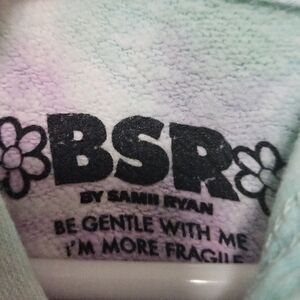 BSR
BY SAMII RYAN
BE GENTLE WITH ME
I'M MORE FRAGILE